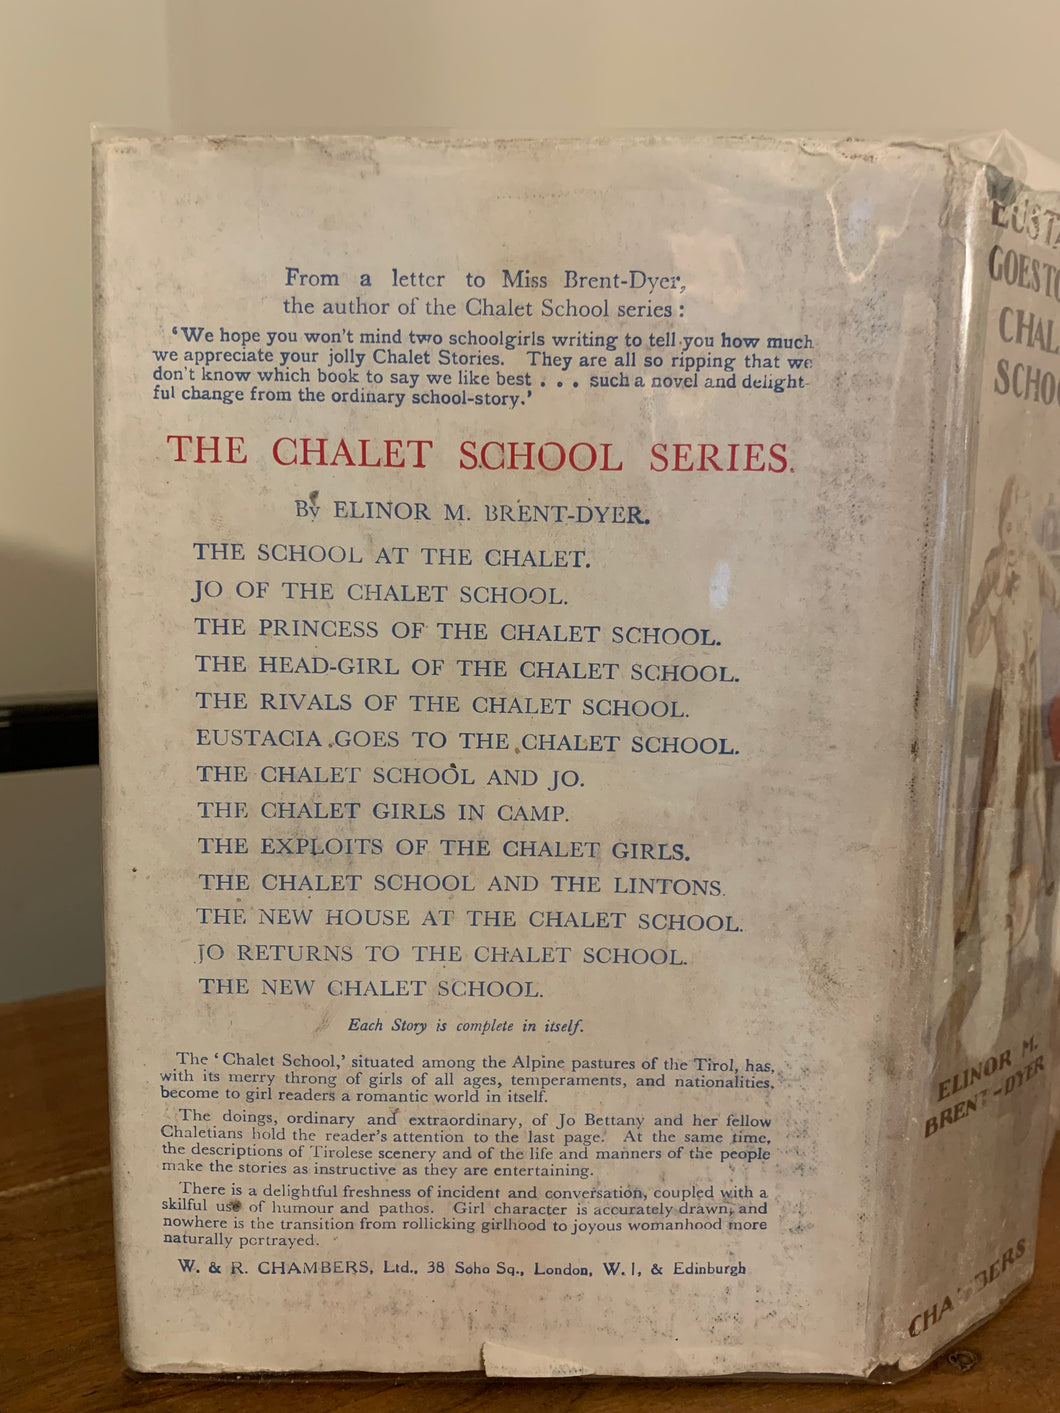 From a letter to Miss Brent-Dyer,
the author of the Chalet School series :
‘We hope you won't mind two schoolgirls writing to tell you how much
we appreciate your jolly Chalet Stories. They are all so ripping that we
don't know which book to say we like best . . . such a novel and delight-
ful change from the ordinary school-story.’
THE CHALET SCHOOL SERIES.
By ELINOR M. BRENT-DYER.
THE SCHOOL AT THE CHALET.
JO OF THE CHALET SCHOOL.
THE PRINCESS OF THE CHALET SCHOOL.
THE HEAD-GIRL OF THE CHALET SCHOOL.
THE RIVALS OF THE CHALET SCHOOL.
EUSTACIA GOES TO THE CHALET SCHOOL.
THE CHALET SCHOOL AND JO.
THE CHALET GIRLS IN CAMP.
THE EXPLOITS OF THE CHALET GIRLS.
THE CHALET SCHOOL AND THE LINTONS.
THE NEW HOUSE AT THE CHALET SCHOOL.
JO RETURNS TO THE CHALET SCHOOL.
THE NEW CHALET SCHOOL.
Each Story is complete in itself.
The ‘Chalet School,’ situated among the Alpine pastures of the Tirol, has,
with its merry throng of girls of all ages, temperaments, and nationalities,
become to girl readers a romantic world in itself.
The doings, ordinary and extraordinary, of Jo Bettany and her fellow
Chaletians hold the reader's attention to the last page. At the same time,
the descriptions of Tirolese scenery and of the life and manners of the people
make the stories as instructive as they are entertaining.
There is a delightful freshness of incident and conversation, coupled with a
skilful use of humour and pathos. Girl character is accurately drawn, and
nowhere is the transition from rollicking girlhood to joyous womanhood more
naturally portrayed.
W. & R. CHAMBERS, Ltd., 38 Soho Sq., London, W.1, & Edinburgh
EUSTA
GOES TO
CHAL
SCHOO
ELINOR M.
BRENT-DYER
CHAMBERS